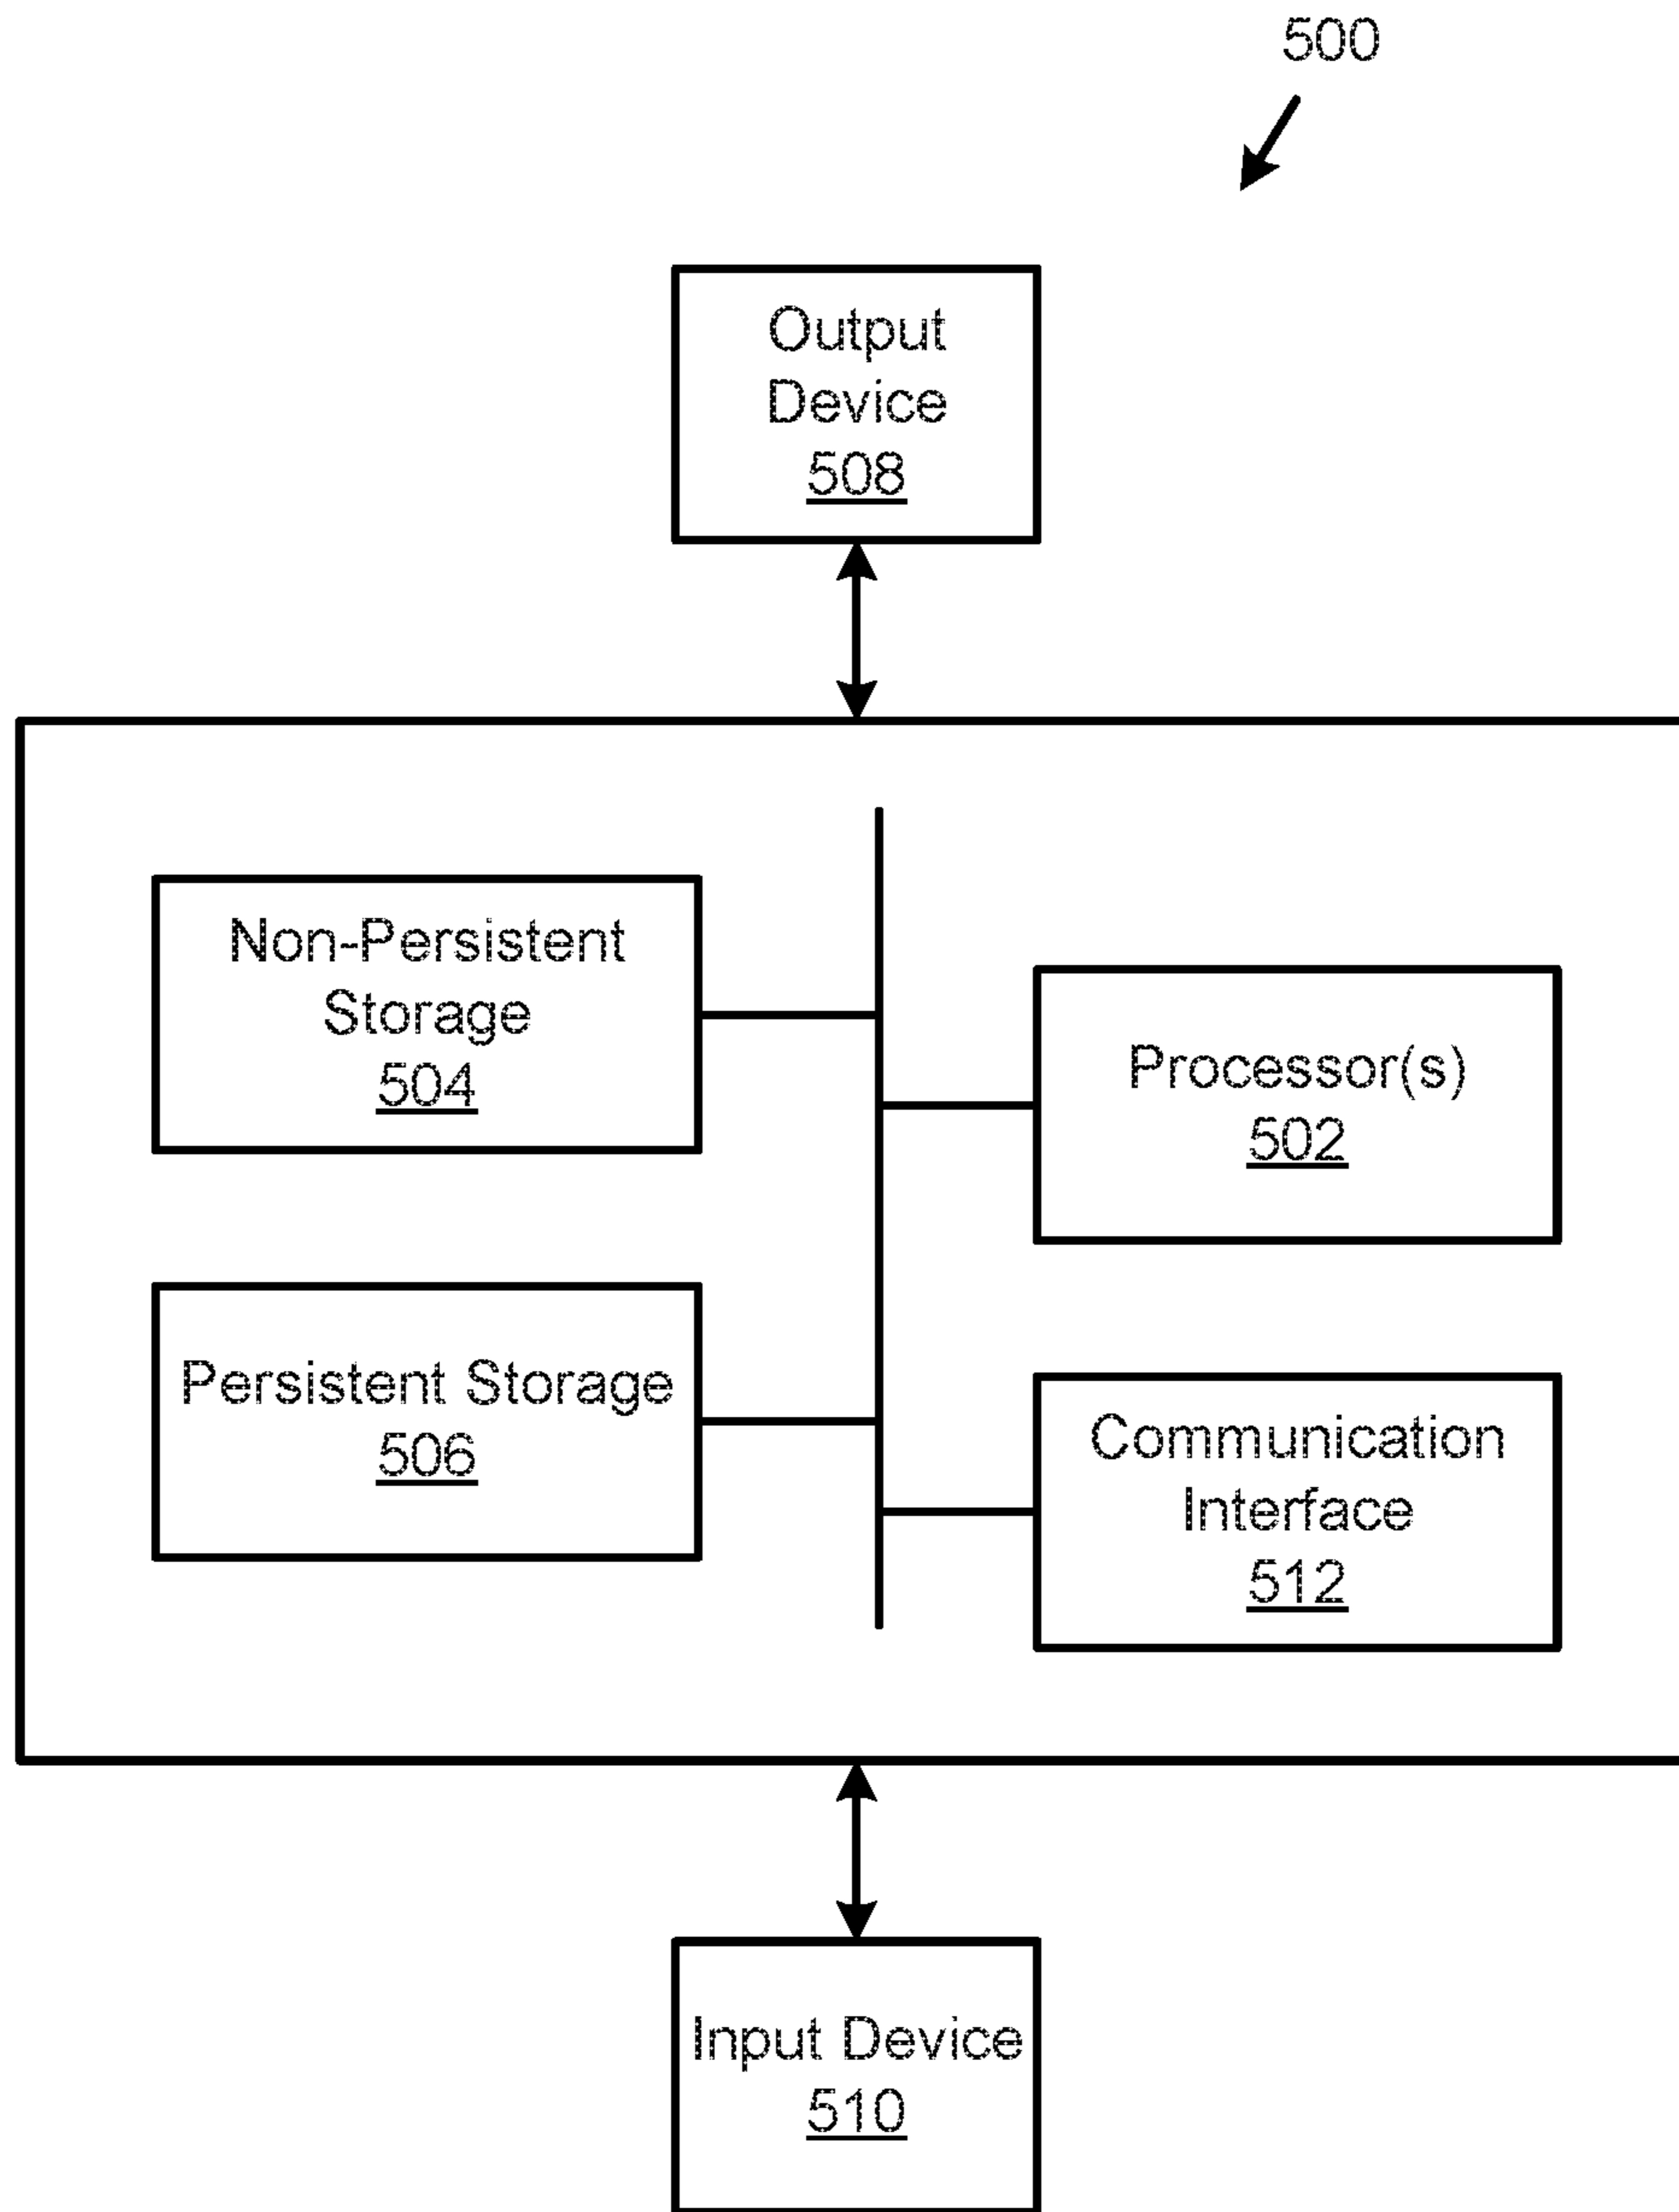 500
Output
Device
508
Non-Persistent
Storage
504
Processor(s)
502
Persistent Storage
506
Communication
Interface
512
Input Device
510